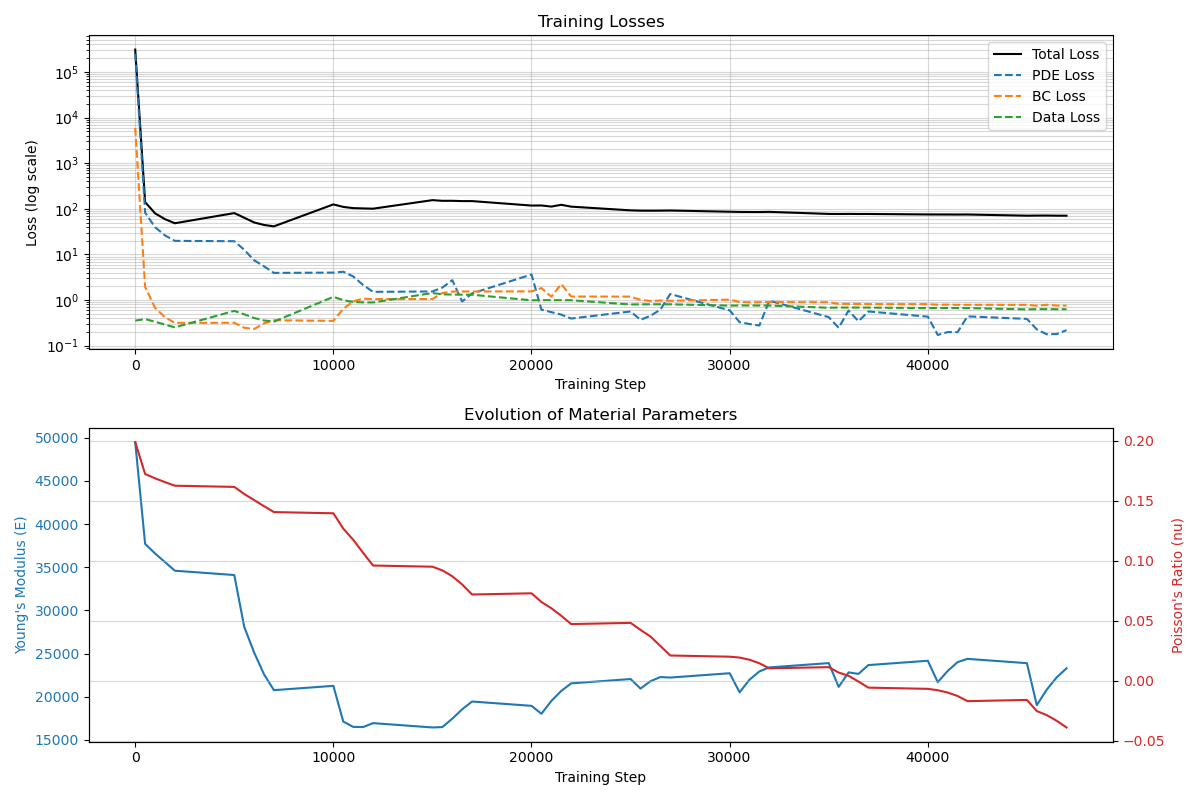 Training Losses
Loss (log scale)
10^5
10^4
10^3
10^2
10^1
10^0
10^-1
Total Loss
PDE Loss
BC Loss
Data Loss
0 10000 20000 30000 40000
Training Step
Evolution of Material Parameters
Young's Modulus (E)
50000
45000
40000
35000
30000
25000
20000
15000
0.20
0.15
0.10
0.05
0.00
−0.05
Poisson's Ratio (nu)
0 10000 20000 30000 40000
Training Step